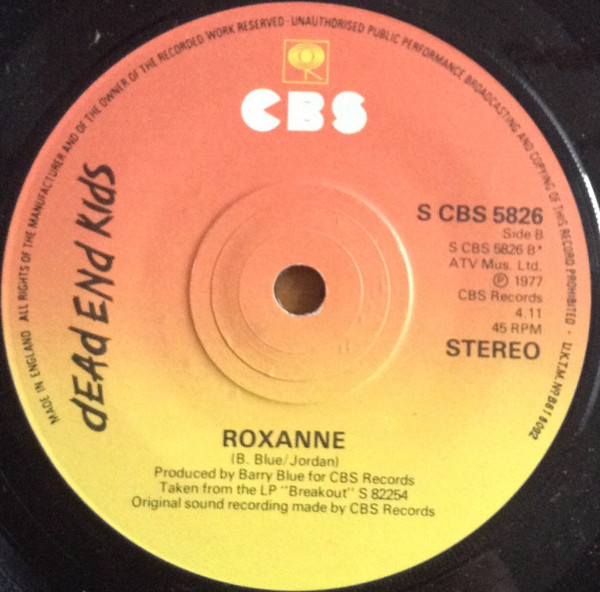 MADE IN ENGLAND ALL RIGHTS OF THE MANUFACTURER AND OF THE OWNER OF THE RECORDED WORK RESERVED · UNAUTHORISED PUBLIC PERFORMANCE BROADCASTING AND COPYING OF THIS RECORD PROHIBITED · U.K.T.M. Nº B618092
CBS
dEAd ENd KidS
S CBS 5826
Side B
S CBS 5826 B*
ATV Mus. Ltd.
℗ 1977
CBS Records
4.11
45 RPM
STEREO
ROXANNE
(B. Blue/Jordan)
Produced by Barry Blue for CBS Records
Taken from the LP "Breakout" S 82254
Original sound recording made by CBS Records